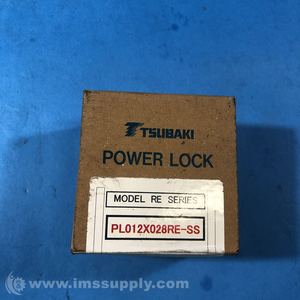 TSUBAKI
POWER LOCK
MODEL RE SERIES
PL012X028RE-SS
© www.imssupply.com